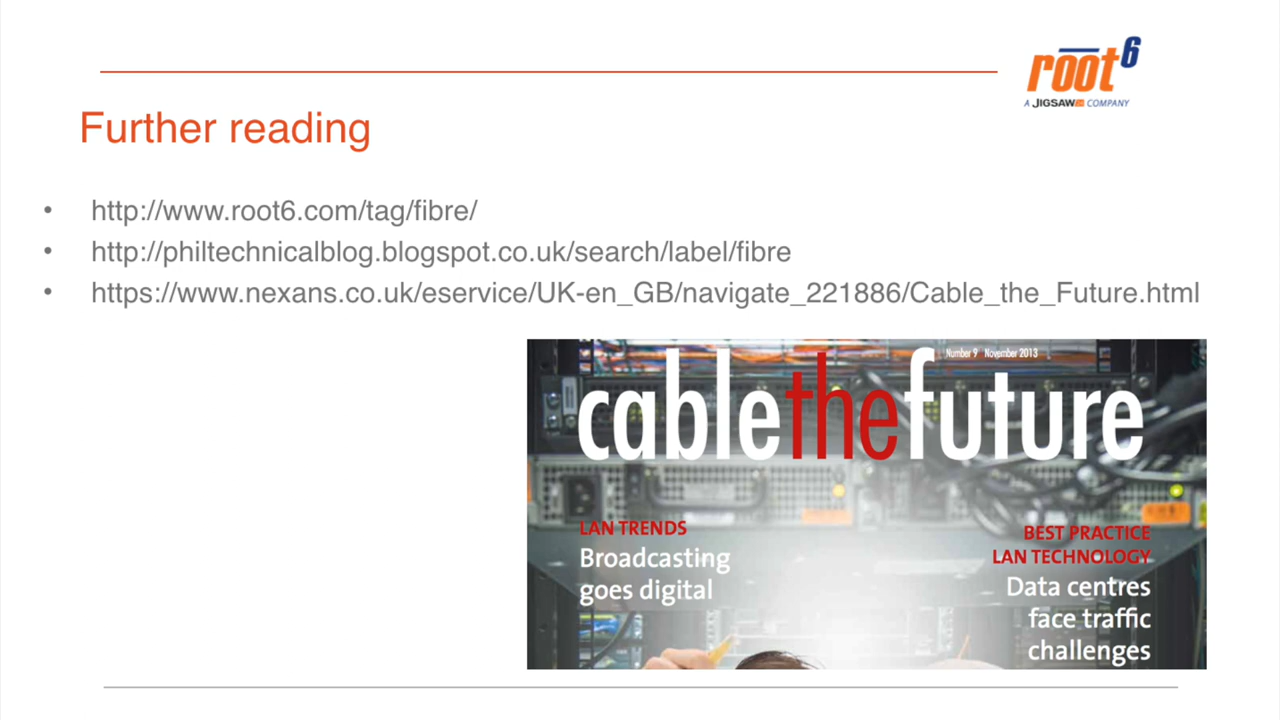 root6
A JIGSAW24 COMPANY
Further reading
• http://www.root6.com/tag/fibre/
• http://philtechnicalblog.blogspot.co.uk/search/label/fibre
• https://www.nexans.co.uk/eservice/UK-en_GB/navigate_221886/Cable_the_Future.html
Number 9 November 2013
cablethefuture
LAN TRENDS
Broadcasting
goes digital
BEST PRACTICE
LAN TECHNOLOGY
Data centres
face traffic
challenges